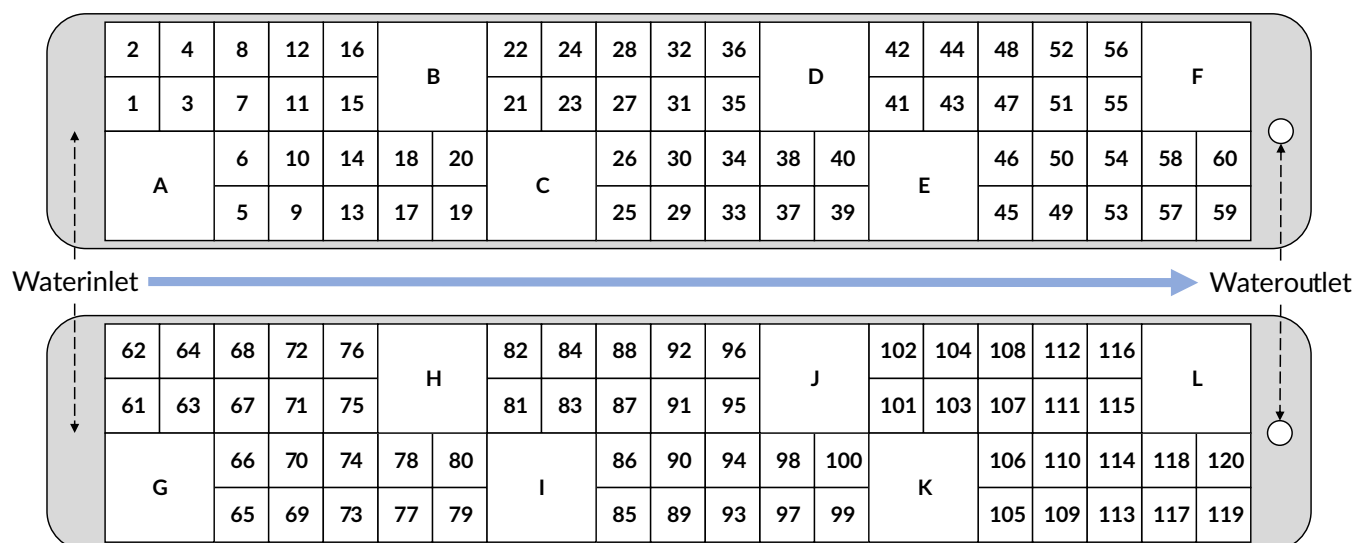 2 4 8 12 16 B 22 24 28 32 36 D 42 44 48 52 56 F
1 3 7 11 15 21 23 27 31 35 41 43 47 51 55
A 6 10 14 18 20 C 26 30 34 38 40 E 46 50 54 58 60
5 9 13 17 19 25 29 33 37 39 45 49 53 57 59
Waterinlet Wateroutlet
62 64 68 72 76 H 82 84 88 92 96 J 102 104 108 112 116 L
61 63 67 71 75 81 83 87 91 95 101 103 107 111 115
G 66 70 74 78 80 I 86 90 94 98 100 K 106 110 114 118 120
65 69 73 77 79 85 89 93 97 99 105 109 113 117 119